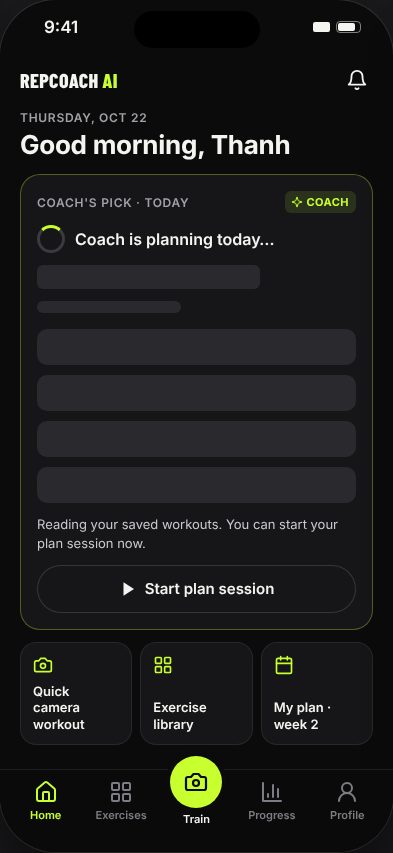 9:41
REPCOACH AI
THURSDAY, OCT 22
Good morning, Thanh
COACH'S PICK · TODAY
COACH
Coach is planning today...
Reading your saved workouts. You can start your
plan session now.
Start plan session
Quick
camera
workout
Exercise
library
My plan ·
week 2
Home
Exercises
Train
Progress
Profile